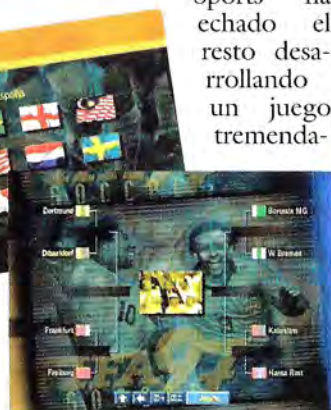 Sports ha
echado el
resto desa-
rrollando
un juego
tremenda-
España
Dortmund
Borussia MG
Düsseldorf
W Bremen
Frankfurt
Freiburg
Hansa Rost